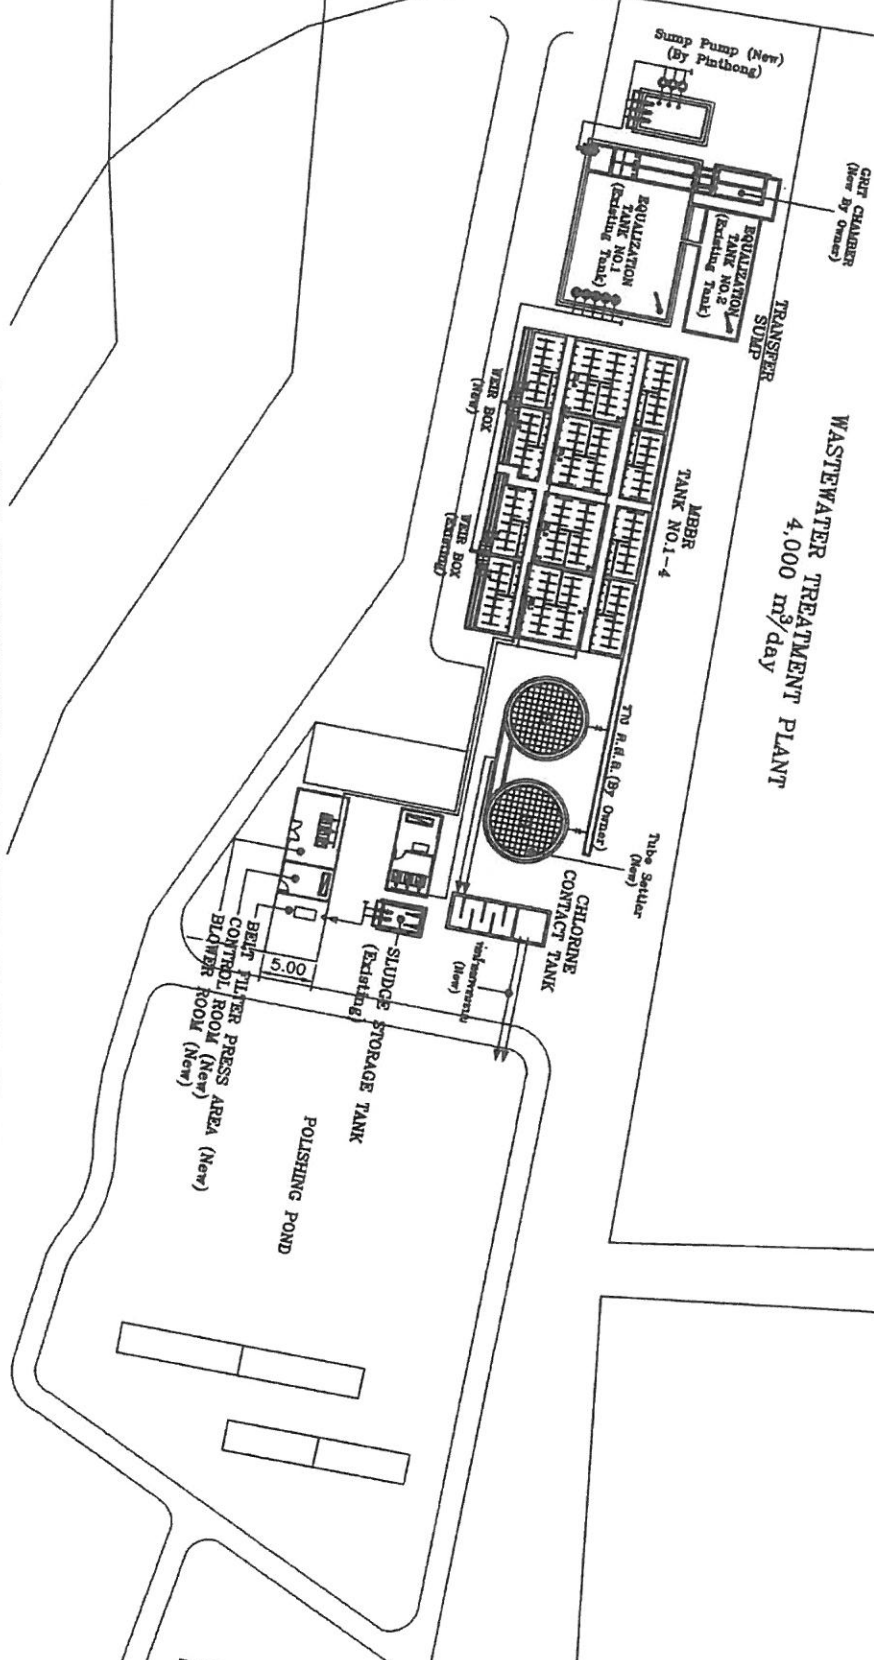 Sump Pump (New)
(By Pinthong)
GRIT CHAMBER
(New By Owner)
EQUALIZATION
TANK NO.2
(Existing Tank)
EQUALIZATION
TANK NO.1
(Existing Tank)
TRANSFER
SUMP
WASTEWATER TREATMENT PLANT
4,000 m³/day
WEIR BOX
(New)
MBBR
TANK NO.1-4
WEIR BOX
(Existing)
(By Owner)
Tube Settler
(New)
CHLORINE
CONTACT TANK
(New)
SLUDGE STORAGE TANK
(Existing)
5.00
BELT FILTER PRESS AREA (New)
CONTROL ROOM (New)
BLOWER ROOM (New)
POLISHING POND